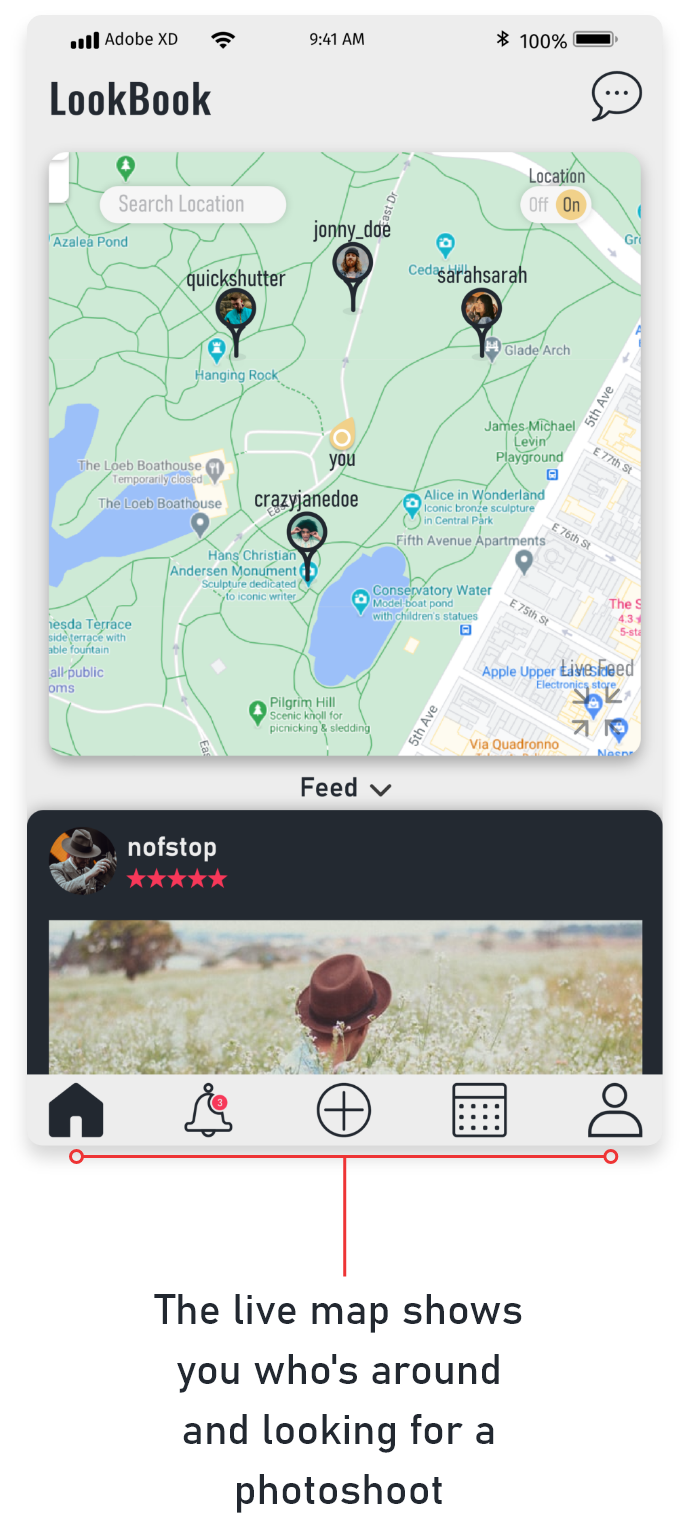 Adobe XD
9:41 AM
100%
LookBook
Location
Search Location
Off On
East Dr
jonny_doe
Azalea Pond
Cedar Hill
sarahsarah
quickshutter
Glade Arch
Hanging Rock
5th Ave
James Michael
Levin
Playground
you
E 77th St
The Loeb Boathouse
Temporarily closed
crazyjanedoe
The Loeb Boathouse
Alice in Wonderland
Iconic bronze sculpture
in Central Park
E 76th St
Fifth Avenue Apartments
Hans Christian
Andersen Monument
Sculpture dedicated
to iconic writer
Conservatory Water
Model boat pond
with children's statues
E 75th St
The S
4.3
5-sta
nesda Terrace
side terrace with
able fountain
all public
oms
Live Feed
Apple Upper East Side
Electronics store
Pilgrim Hill
Scenic knoll for
picnicking & sledding
5th Ave
Eas
Via Quadronno
Nespr
Feed
nofstop
3
The live map shows
you who's around
and looking for a
photoshoot